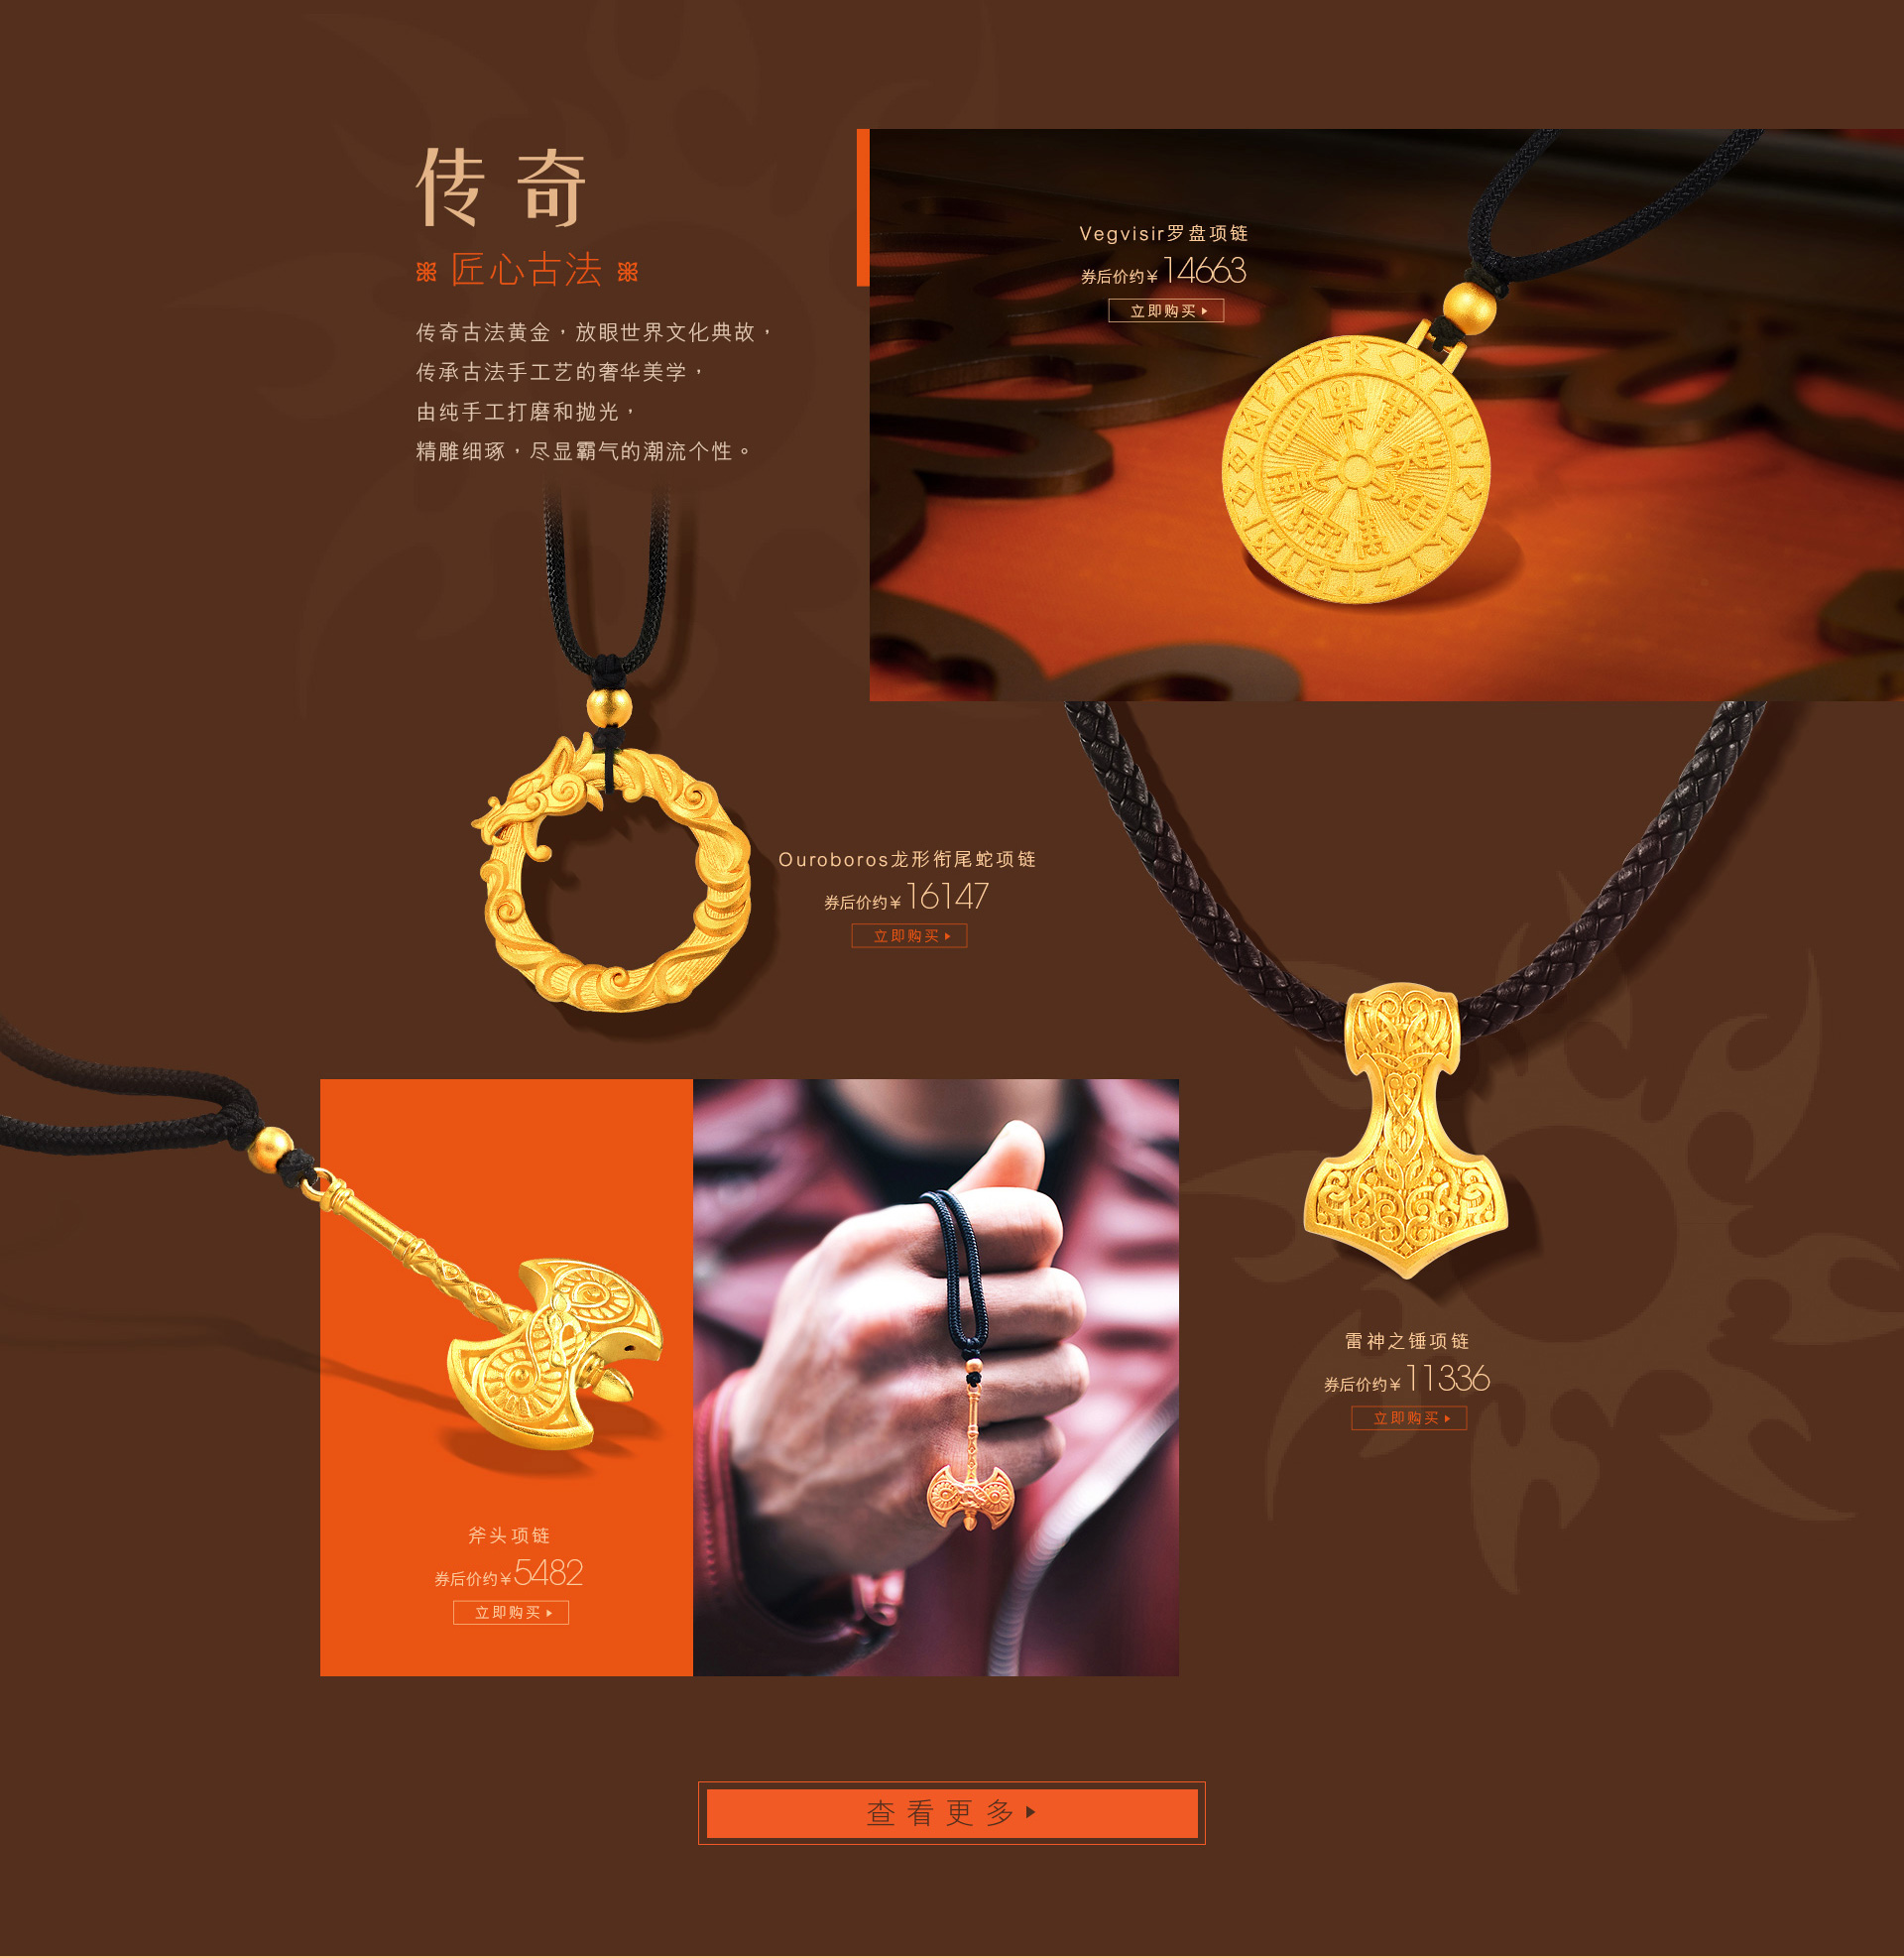 传奇
匠心古法
传奇古法黄金，放眼世界文化典故，
传承古法手工艺的奢华美学，
由纯手工打磨和抛光，
精雕细琢，尽显霸气的潮流个性。
Vegvisir罗盘项链
券后价约¥14663
立即购买
Ouroboros龙形衔尾蛇项链
券后价约¥16147
立即购买
雷神之锤项链
券后价约¥11336
立即购买
斧头项链
券后价约¥5482
立即购买
查看更多